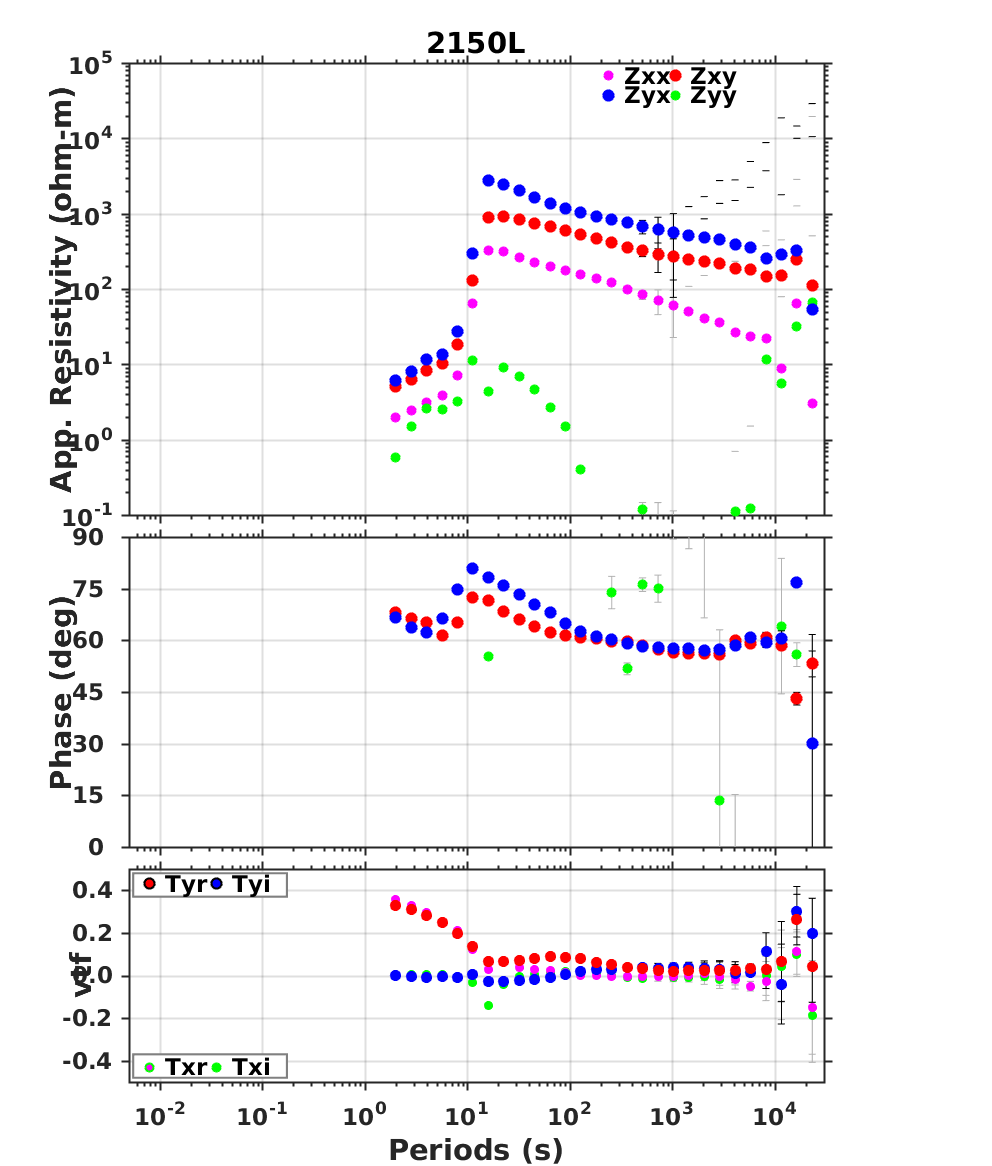 2150L
Zxx Zxy
Zyx Zyy
App. Resistivity (ohm-m)
10^5
10^4
10^3
10^2
10^1
10^0
10^-1
Phase (deg)
90
75
60
45
30
15
0
Tyr Tyi
vtf
0.4
0.2
0.0
-0.2
-0.4
Txr Txi
10^-2 10^-1 10^0 10^1 10^2 10^3 10^4
Periods (s)